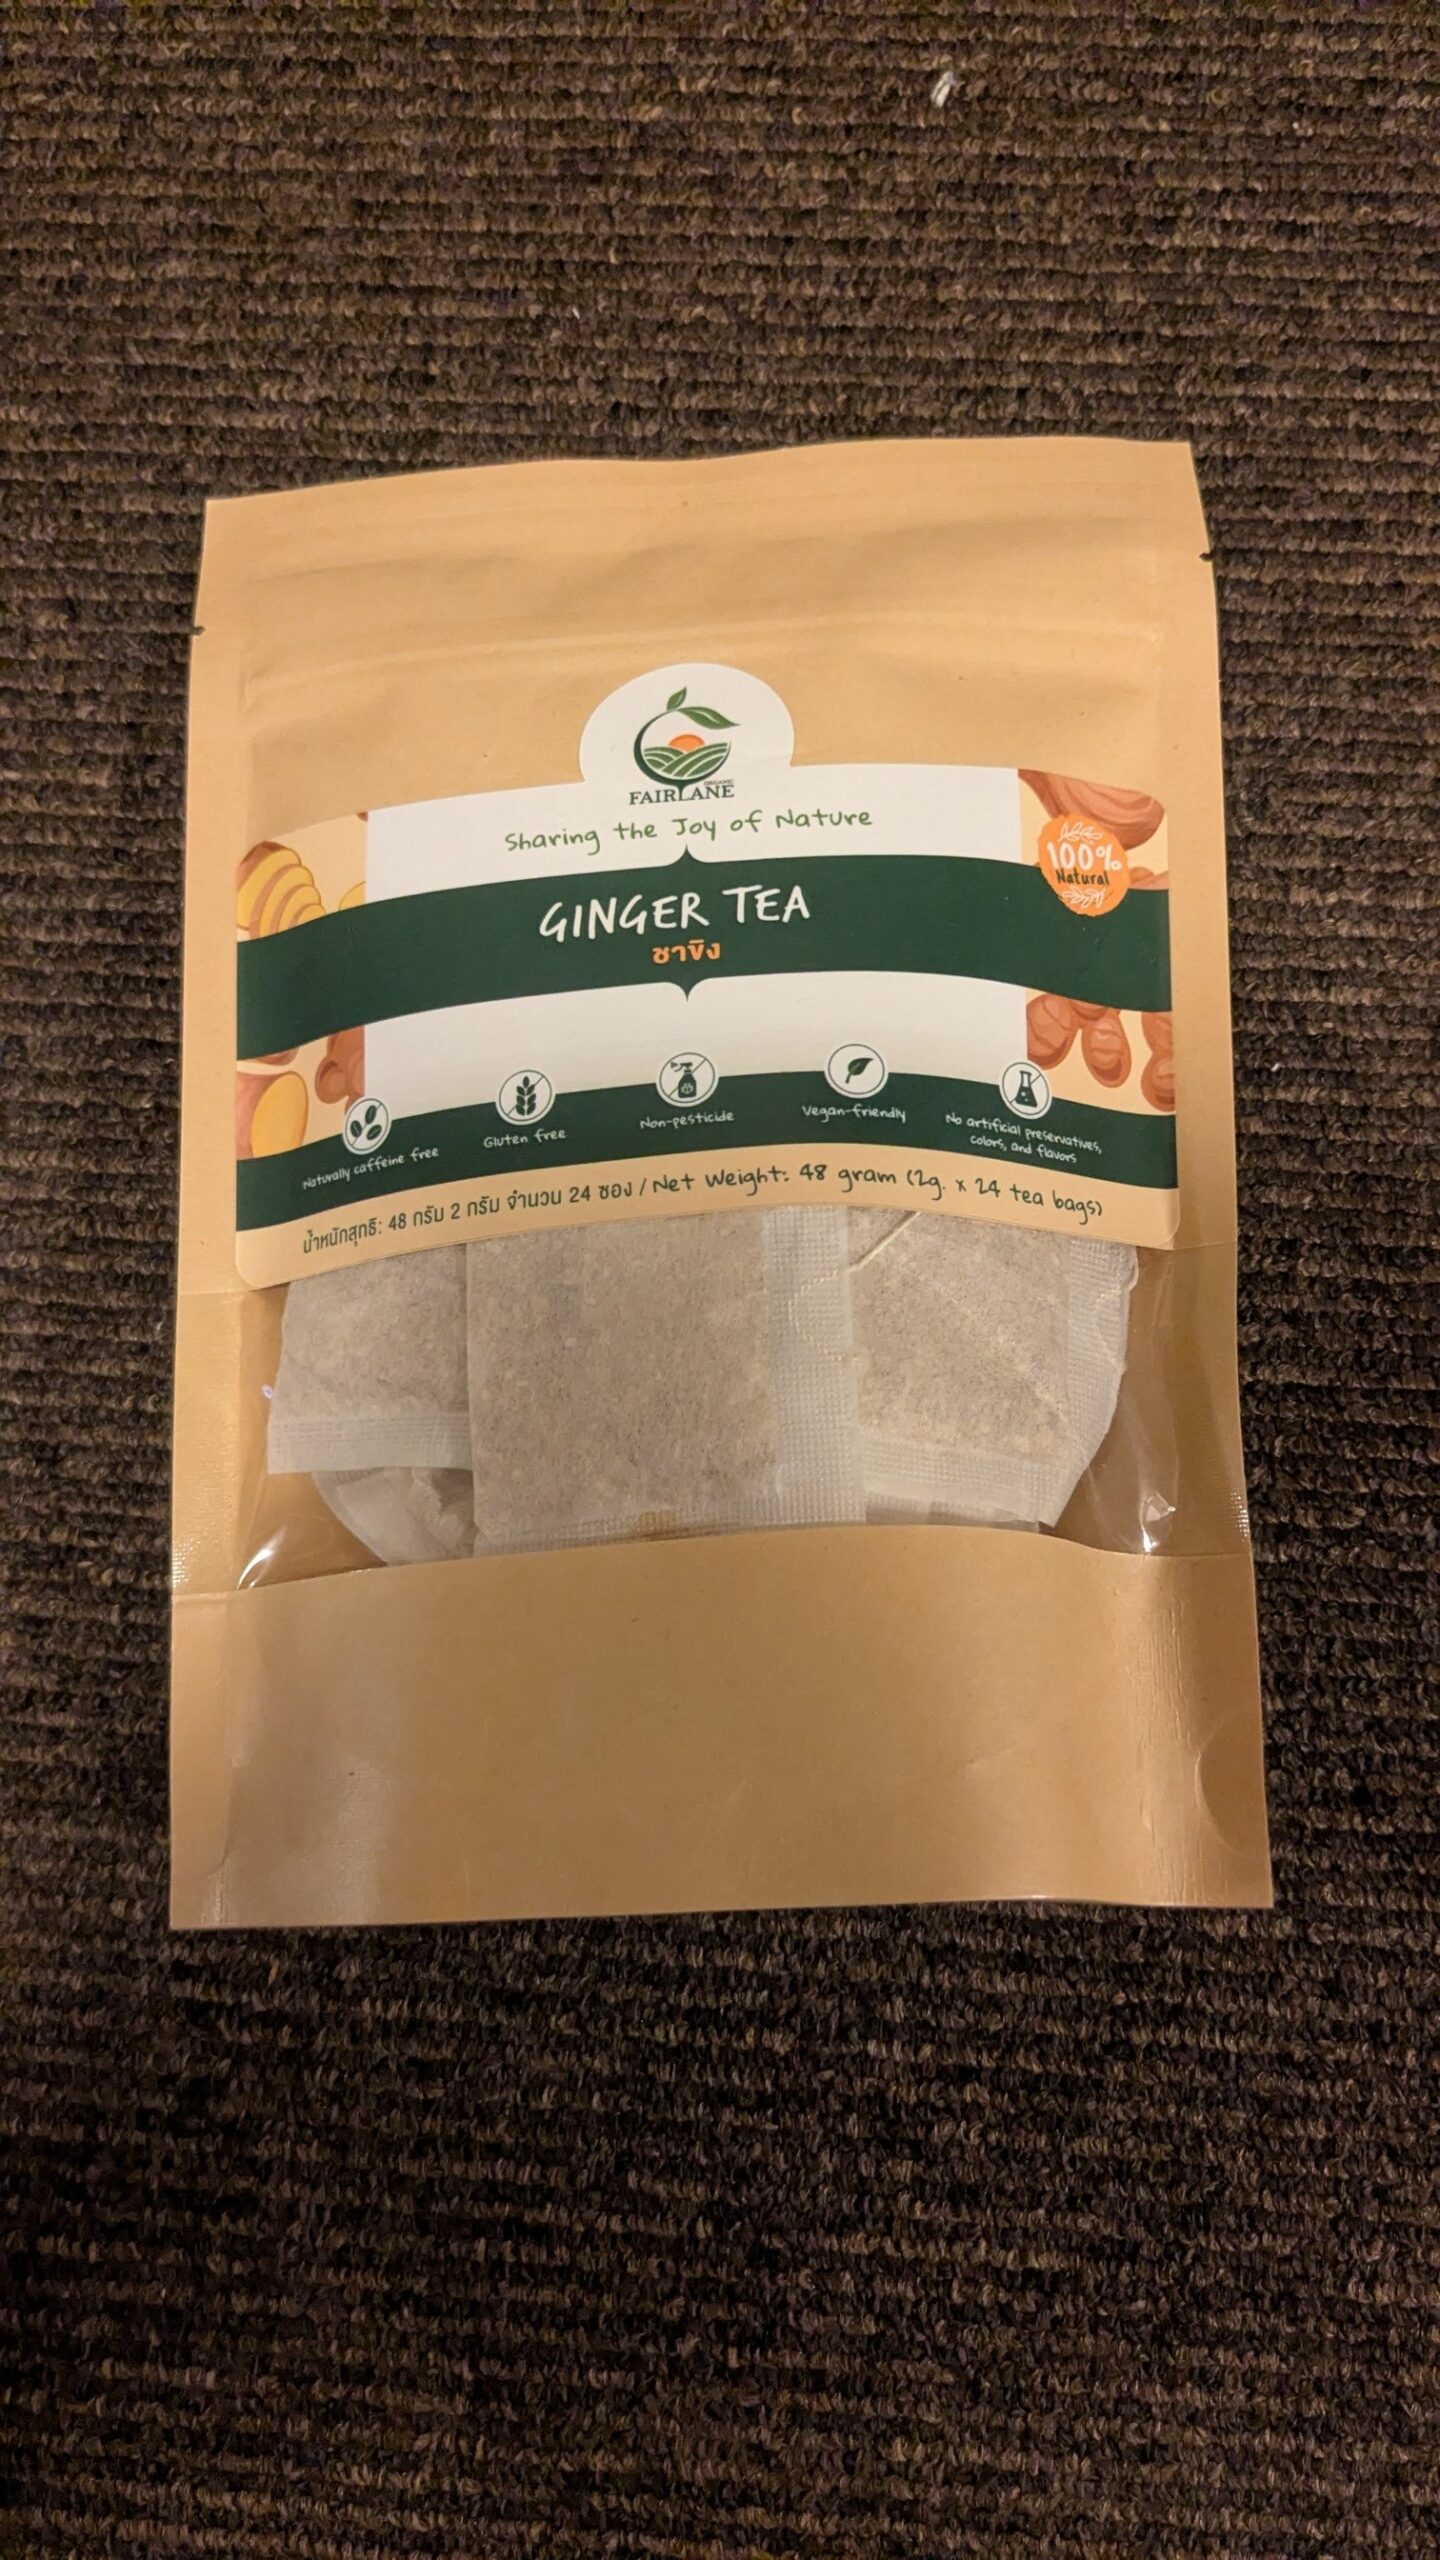 ORGANIC
FAIRLANE
Sharing the Joy of Nature
100%
Natural
GINGER TEA
ชาขิง
Naturally caffeine free
Gluten free
Non-pesticide
Vegan-friendly
No artificial preservatives,
colors, and flavors
น้ำหนักสุทธิ: 48 กรัม 2 กรัม จำนวน 24 ซอง / Net Weight: 48 gram (2g. x 24 tea bags)